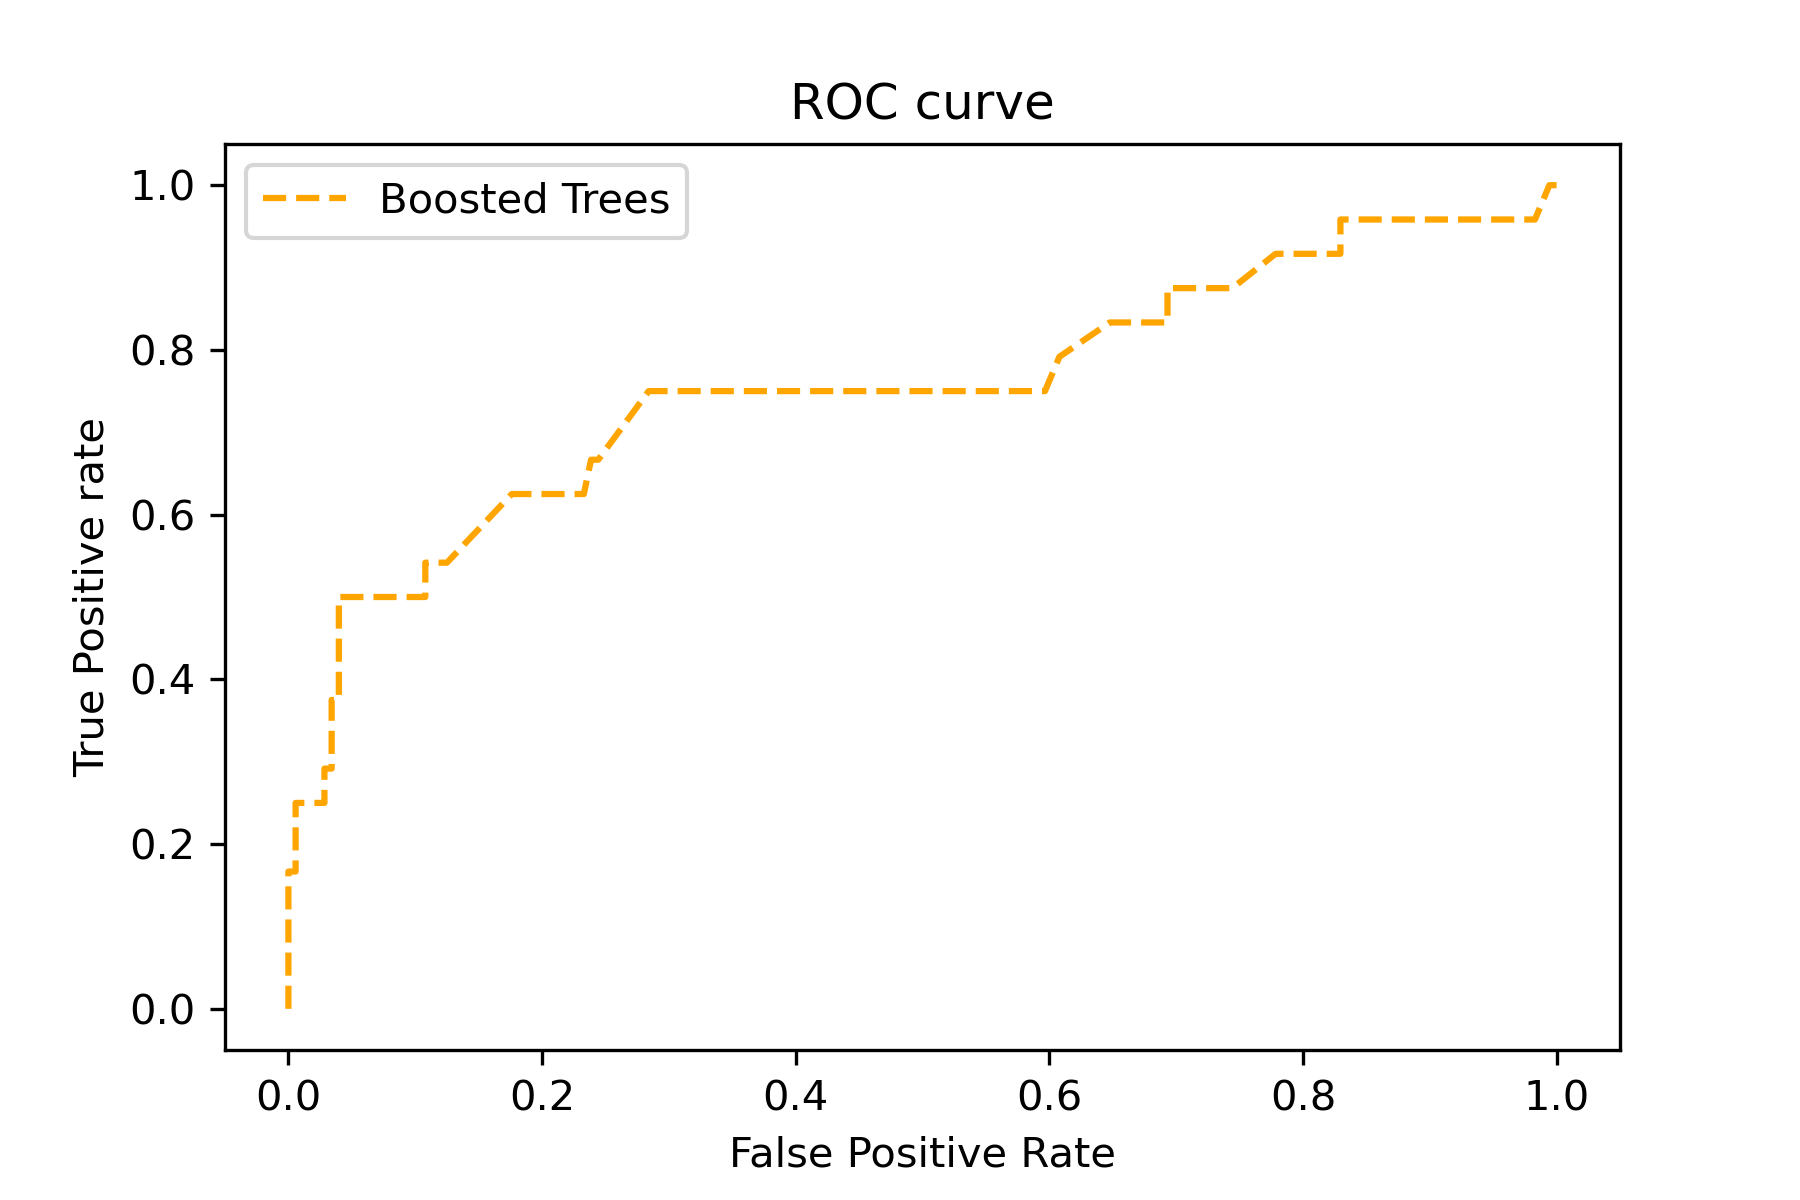 ROC curve
Boosted Trees
1.0
0.8
0.6
0.4
0.2
0.0
True Positive rate
0.0 0.2 0.4 0.6 0.8 1.0
False Positive Rate